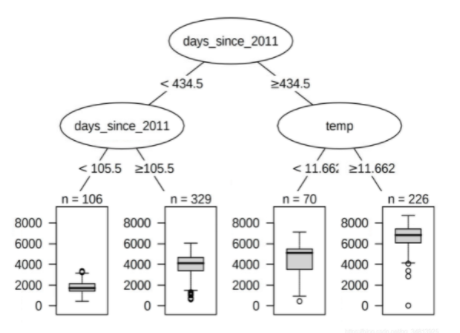 days_since_2011
< 434.5 ≥434.5
days_since_2011 temp
< 105.5 ≥105.5 < 11.662 ≥11.662
n = 106 n = 329 n = 70 n = 226
8000 8000 8000 8000
6000 6000 6000 6000
4000 4000 4000 4000
2000 2000 2000 2000
0 0 0 0